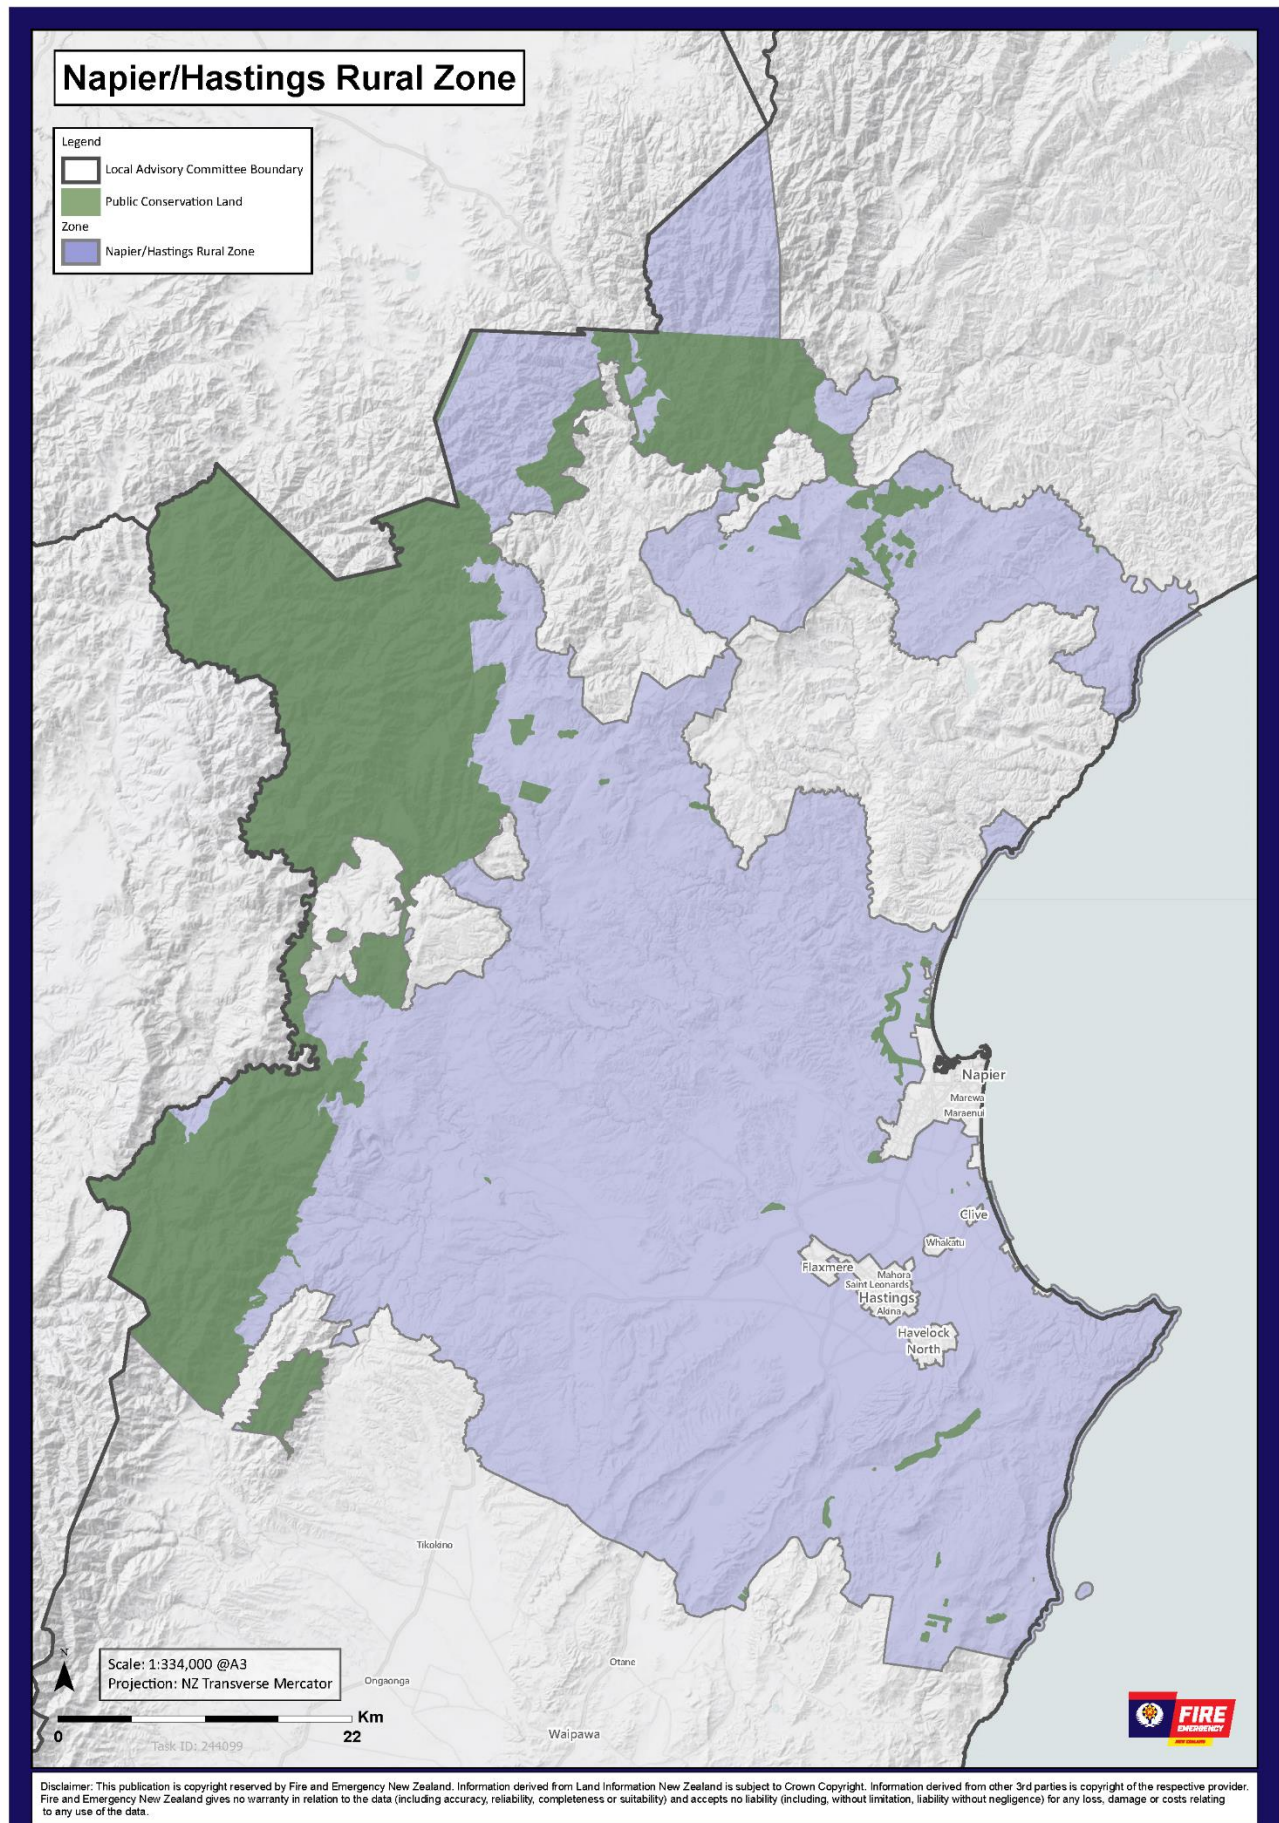 Napier/Hastings Rural Zone
Legend
Local Advisory Committee Boundary
Public Conservation Land
Zone
Napier/Hastings Rural Zone
Napier
Marewa
Maraenui
Clive
Whakatu
Flaxmere
Mahora
Saint Leonards
Hastings
Akina
Havelock
North
Tikokino
Otane
Ongaonga
Waipawa
N
Scale: 1:334,000 @A3
Projection: NZ Transverse Mercator
Km
0
22
Task ID: 244099
FIRE
EMERGENCY
NEW ZEALAND
Disclaimer: This publication is copyright reserved by Fire and Emergency New Zealand. Information derived from Land Information New Zealand is subject to Crown Copyright. Information derived from other 3rd parties is copyright of the respective provider.
Fire and Emergency New Zealand gives no warranty in relation to the data (including accuracy, reliability, completeness or suitability) and accepts no liability (including, without limitation, liability without negligence) for any loss, damage or costs relating
to any use of the data.